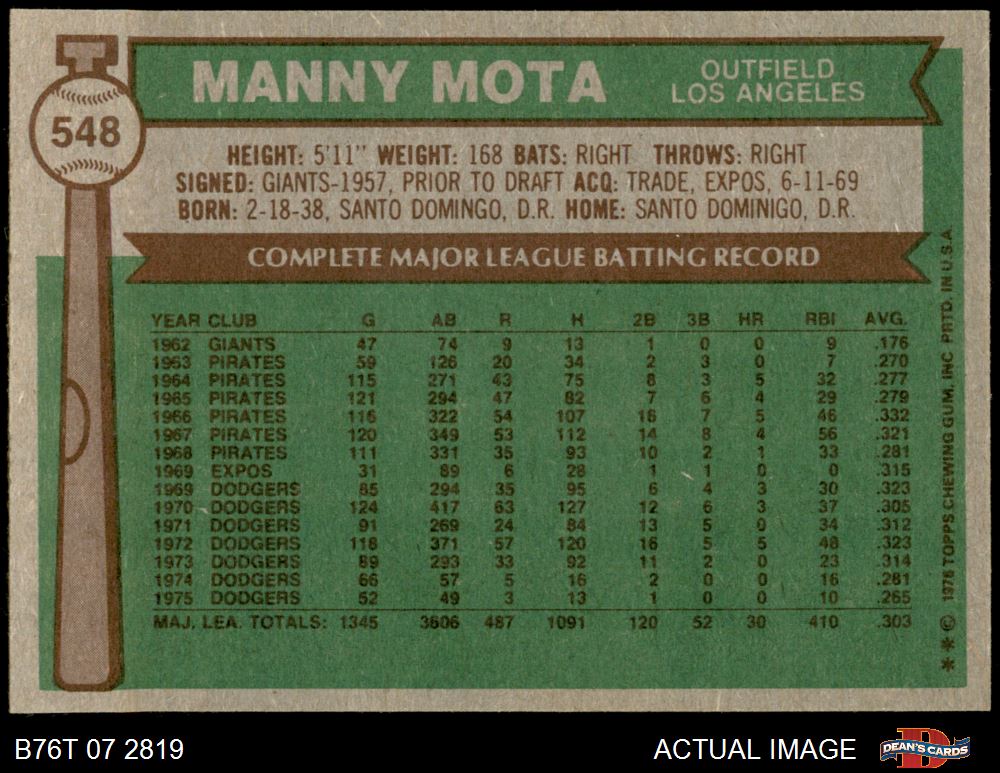 548
MANNY MOTA
OUTFIELD
LOS ANGELES
HEIGHT: 5'11" WEIGHT: 168 BATS: RIGHT THROWS: RIGHT
SIGNED: GIANTS-1957, PRIOR TO DRAFT ACQ: TRADE, EXPOS, 6-11-69
BORN: 2-18-38, SANTO DOMINGO, D.R. HOME: SANTO DOMINIGO, D.R.
COMPLETE MAJOR LEAGUE BATTING RECORD
YEAR CLUB G AB R H 2B 3B HR RBI AVG.
1962 GIANTS 47 74 9 13 1 0 0 9 .176
1963 PIRATES 59 126 20 34 2 3 0 7 .270
1964 PIRATES 115 271 43 75 8 3 5 32 .277
1965 PIRATES 121 294 47 82 7 6 4 29 .279
1966 PIRATES 116 322 54 107 16 7 5 46 .332
1967 PIRATES 120 349 53 112 14 8 4 56 .321
1968 PIRATES 111 331 35 93 10 2 1 33 .281
1969 EXPOS 31 89 6 28 1 1 0 0 .315
1969 DODGERS 85 294 35 95 6 4 3 30 .323
1970 DODGERS 124 417 63 127 12 6 3 37 .305
1971 DODGERS 91 269 24 84 13 5 0 34 .312
1972 DODGERS 118 371 57 120 16 5 5 48 .323
1973 DODGERS 89 293 33 92 11 2 0 23 .314
1974 DODGERS 66 57 5 16 2 0 0 16 .281
1975 DODGERS 52 49 3 13 1 0 0 10 .265
MAJ. LEA. TOTALS: 1345 3606 487 1091 120 52 30 410 .303
* * © 1976 TOPPS CHEWING GUM, INC PRTD. IN U.S.A.
B76T 07 2819
ACTUAL IMAGE
DEAN'S CARDS